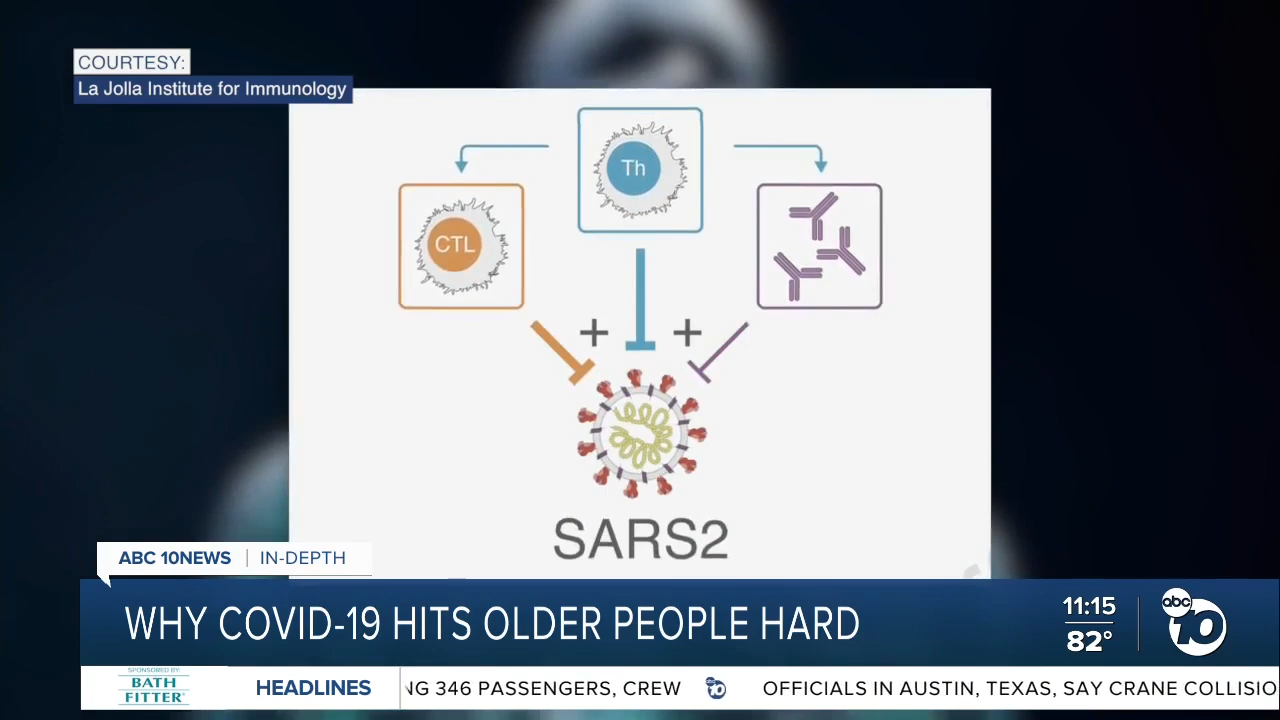 COURTESY:
La Jolla Institute for Immunology
Th
CTL
+
+
SARS2
ABC 10NEWS | IN-DEPTH
WHY COVID-19 HITS OLDER PEOPLE HARD
11:15
82°
abc
10
SPONSORED BY:
BATH
FITTER®
HEADLINES
346 PASSENGERS, CREW
abc 10
OFFICIALS IN AUSTIN, TEXAS, SAY CRANE